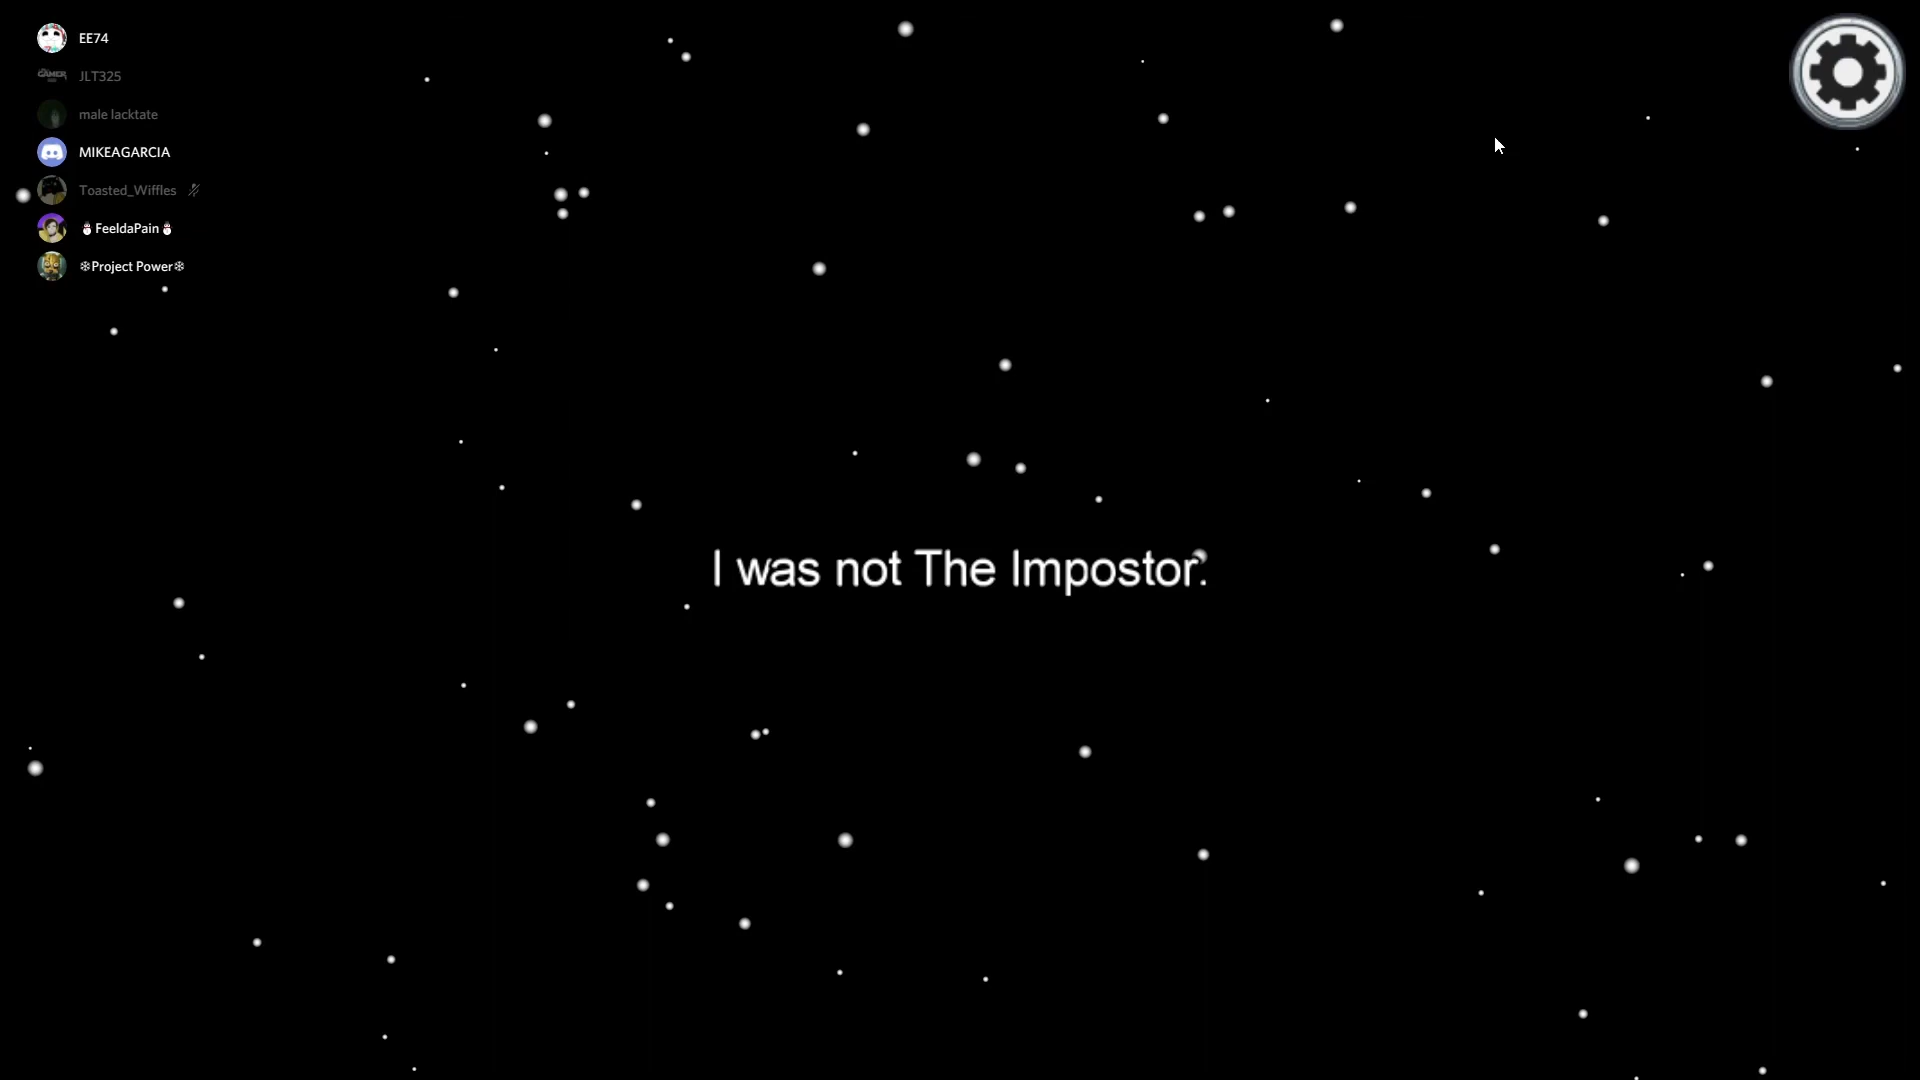 EE74
JLT325
male lacktate
MIKEAGARCIA
Toasted_Wiffles
⛄FeeldaPain⛄
❄Project Power❄
I was not The Impostor.